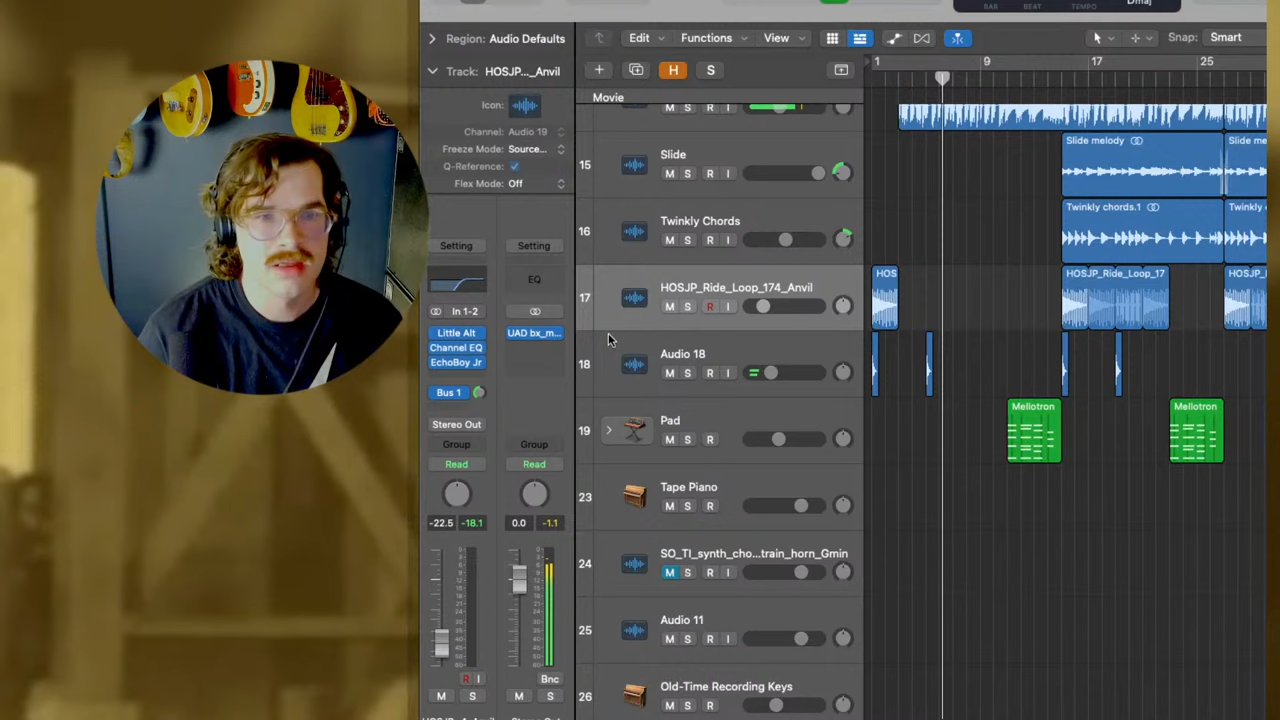 Dmaj
BAR BEAT TEMPO
Region: Audio Defaults
Edit Functions View
Snap: Smart
Track: HOSJP..._Anvil
H S
1 9 17 25
Movie
Icon:
M S R I
Channel: Audio 19
Freeze Mode: Source...
Q-Reference:
Flex Mode: Off
15 Slide
M S R I
Slide melody
Slide me
16 Twinkly Chords
M S R I
Twinkly chords.1
Twinkly
Setting Setting
EQ
In 1-2
Little Alt
Channel EQ
EchoBoy Jr
UAD bx_m...
Bus 1
Stereo Out
Group Group
Read Read
-22.5 -18.1 0.0 -1.1
17 HOSJP_Ride_Loop_174_Anvil
M S R I
HOS
HOSJP_Ride_Loop_17
HOSJP_
18 Audio 18
M S R I
19 Pad
M S R
Mellotron
Mellotron
23 Tape Piano
M S R
24 SO_TI_synth_cho...train_horn_Gmin
M S R I
25 Audio 11
M S R I
26 Old-Time Recording Keys
M S R
R I Bnc
M S M S